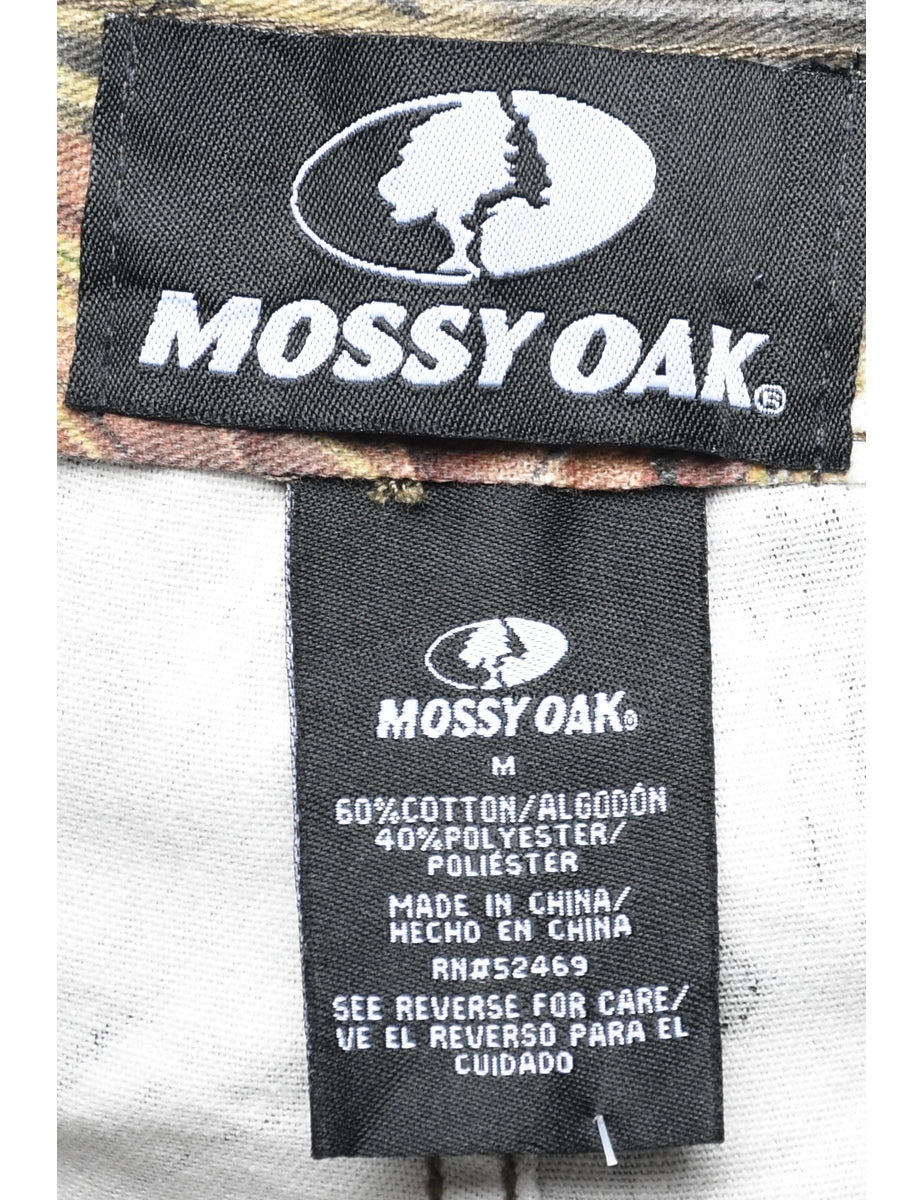 MOSSY OAK®
MOSSY OAK®
M
60%COTTON/ALGODÓN
40%POLYESTER/
POLIÉSTER
MADE IN CHINA/
HECHO EN CHINA
RN#52469
SEE REVERSE FOR CARE/
VE EL REVERSO PARA EL
CUIDADO